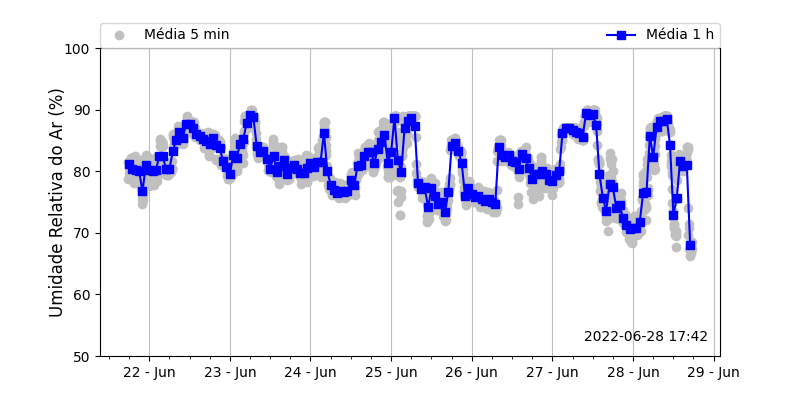 Média 5 min Média 1 h
Umidade Relativa do Ar (%)
100
90
80
70
60
50
2022-06-28 17:42
22 - Jun 23 - Jun 24 - Jun 25 - Jun 26 - Jun 27 - Jun 28 - Jun 29 - Jun